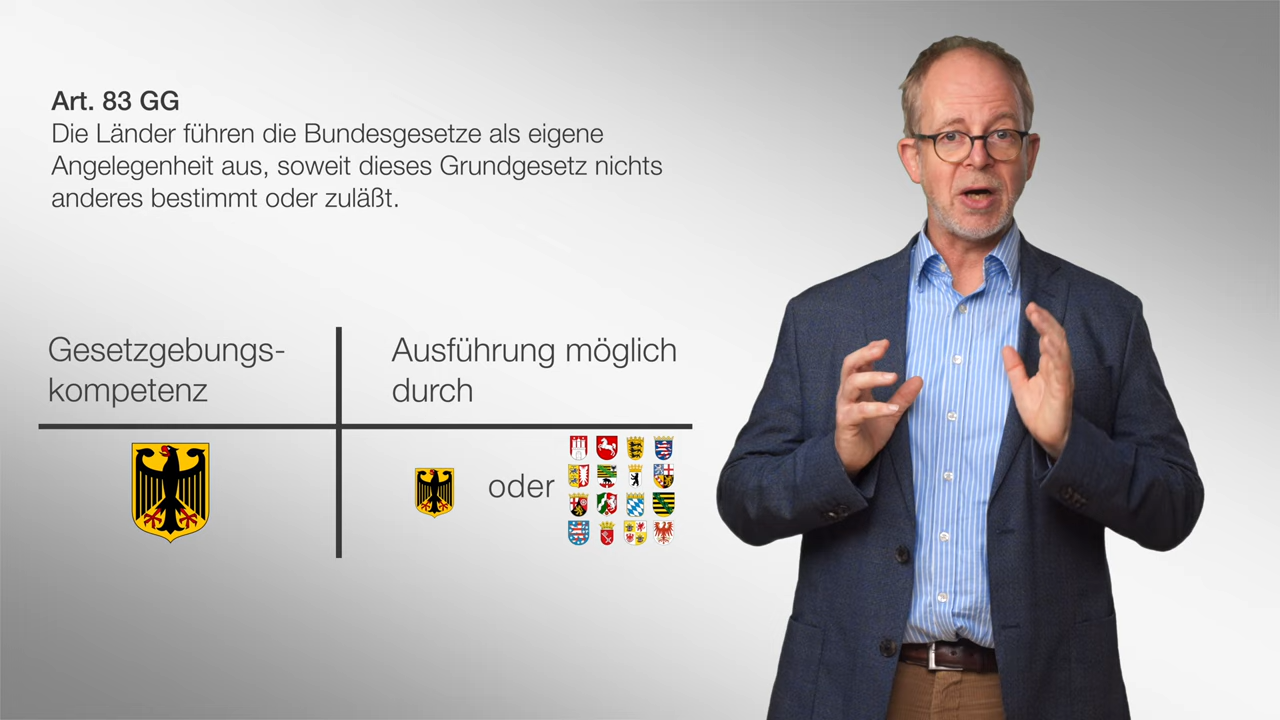 Art. 83 GG
Die Länder führen die Bundesgesetze als eigene
Angelegenheit aus, soweit dieses Grundgesetz nichts
anderes bestimmt oder zuläßt.
Gesetzgebungs-
kompetenz
Ausführung möglich
durch
oder